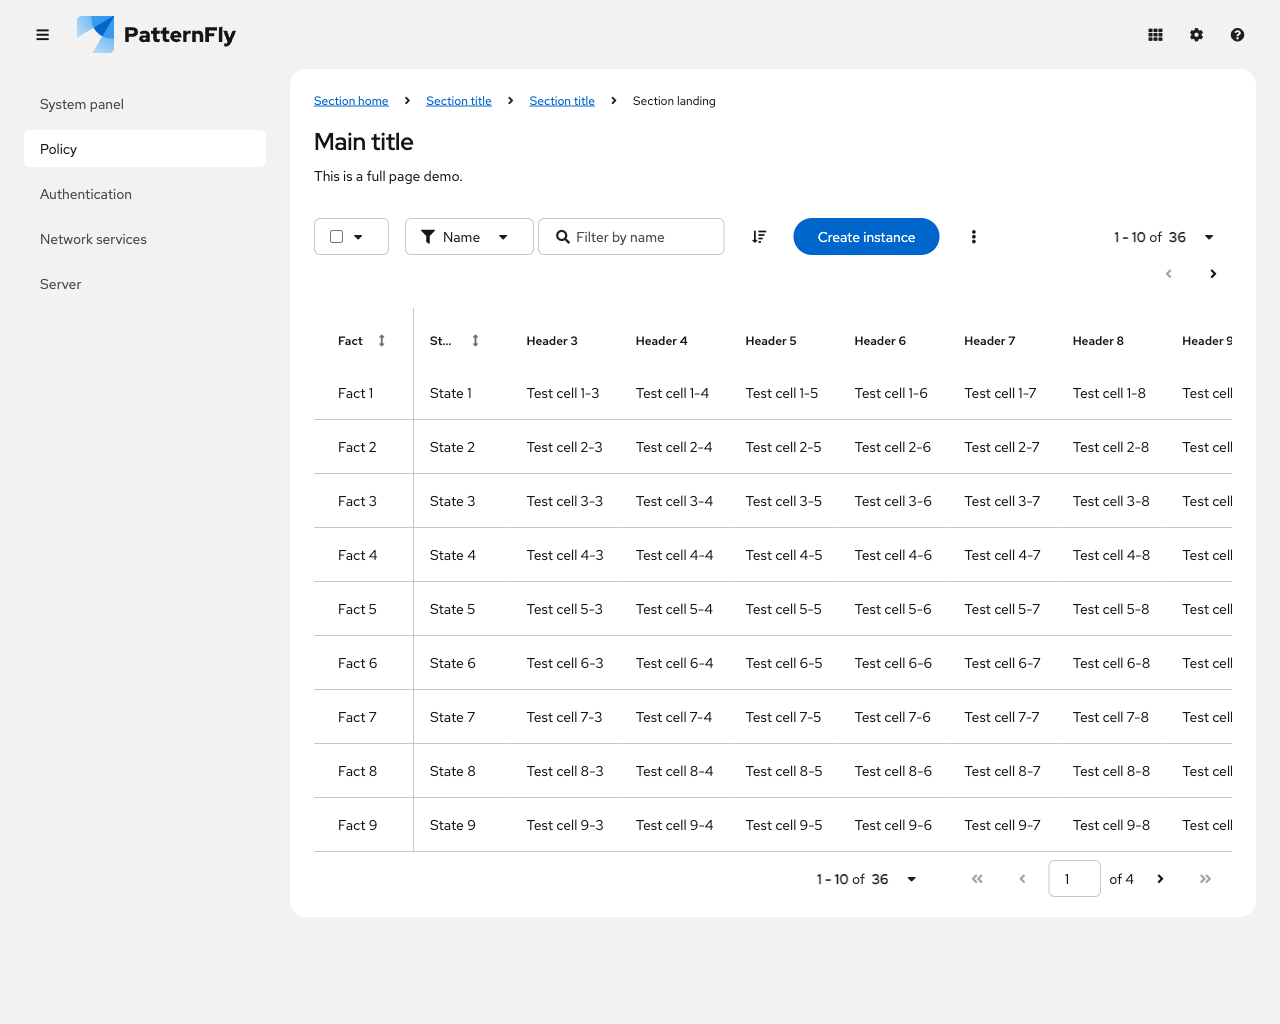 PatternFly
System panel
Policy
Authentication
Network services
Server
Section home Section title Section title Section landing
Main title
This is a full page demo.
Name Filter by name Create instance 1 - 10 of 36
Fact St... Header 3 Header 4 Header 5 Header 6 Header 7 Header 8 Header 9
Fact 1 State 1 Test cell 1-3 Test cell 1-4 Test cell 1-5 Test cell 1-6 Test cell 1-7 Test cell 1-8 Test cell
Fact 2 State 2 Test cell 2-3 Test cell 2-4 Test cell 2-5 Test cell 2-6 Test cell 2-7 Test cell 2-8 Test cell
Fact 3 State 3 Test cell 3-3 Test cell 3-4 Test cell 3-5 Test cell 3-6 Test cell 3-7 Test cell 3-8 Test cell
Fact 4 State 4 Test cell 4-3 Test cell 4-4 Test cell 4-5 Test cell 4-6 Test cell 4-7 Test cell 4-8 Test cell
Fact 5 State 5 Test cell 5-3 Test cell 5-4 Test cell 5-5 Test cell 5-6 Test cell 5-7 Test cell 5-8 Test cell
Fact 6 State 6 Test cell 6-3 Test cell 6-4 Test cell 6-5 Test cell 6-6 Test cell 6-7 Test cell 6-8 Test cell
Fact 7 State 7 Test cell 7-3 Test cell 7-4 Test cell 7-5 Test cell 7-6 Test cell 7-7 Test cell 7-8 Test cell
Fact 8 State 8 Test cell 8-3 Test cell 8-4 Test cell 8-5 Test cell 8-6 Test cell 8-7 Test cell 8-8 Test cell
Fact 9 State 9 Test cell 9-3 Test cell 9-4 Test cell 9-5 Test cell 9-6 Test cell 9-7 Test cell 9-8 Test cell
1 - 10 of 36 1 of 4